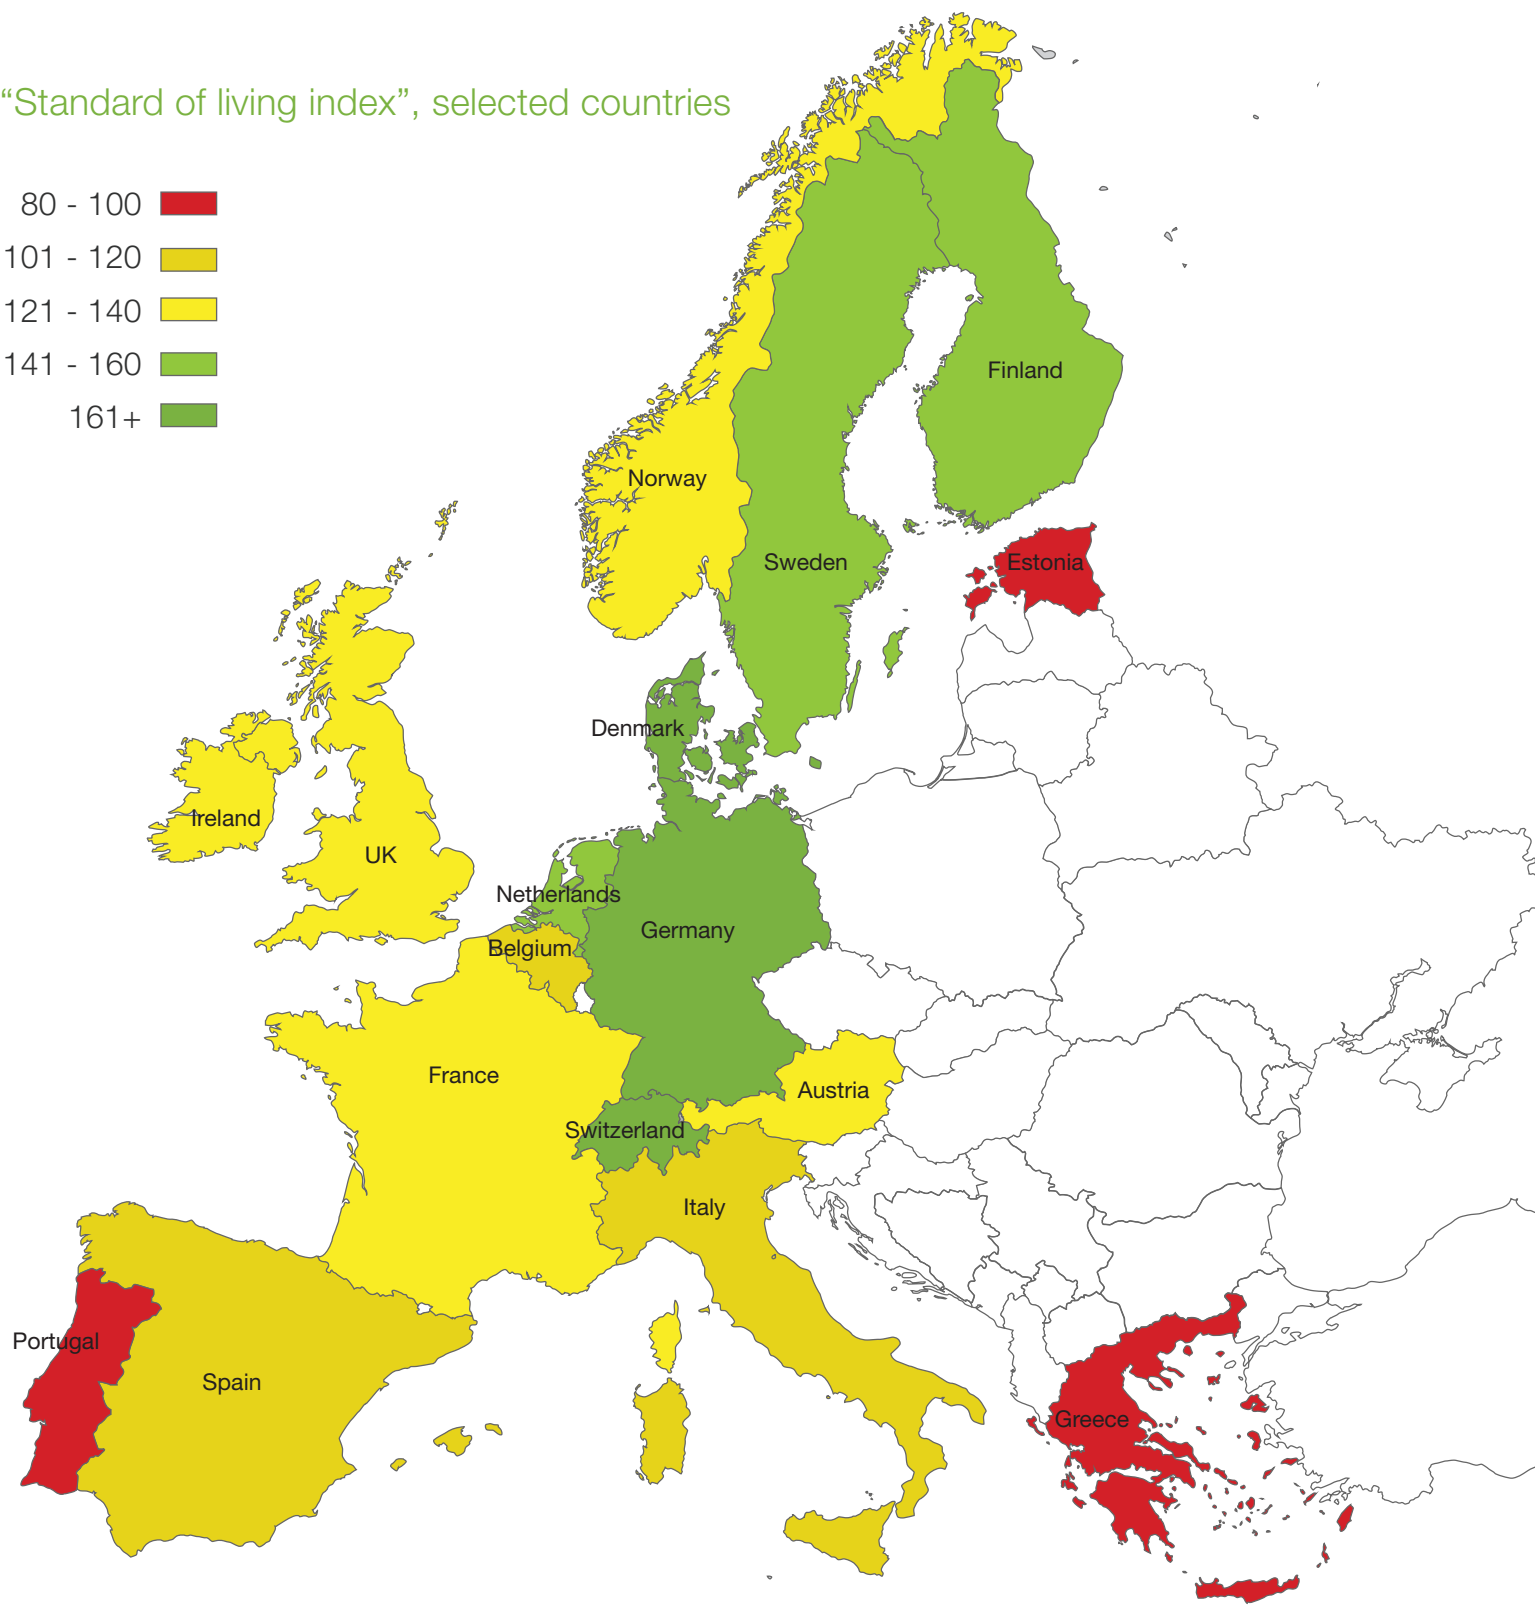 “Standard of living index”, selected countries
80 - 100
101 - 120
121 - 140
141 - 160
161+
Finland
Norway
Sweden
Estonia
Denmark
Ireland
UK
Netherlands
Germany
Belgium
France
Austria
Switzerland
Italy
Portugal
Spain
Greece